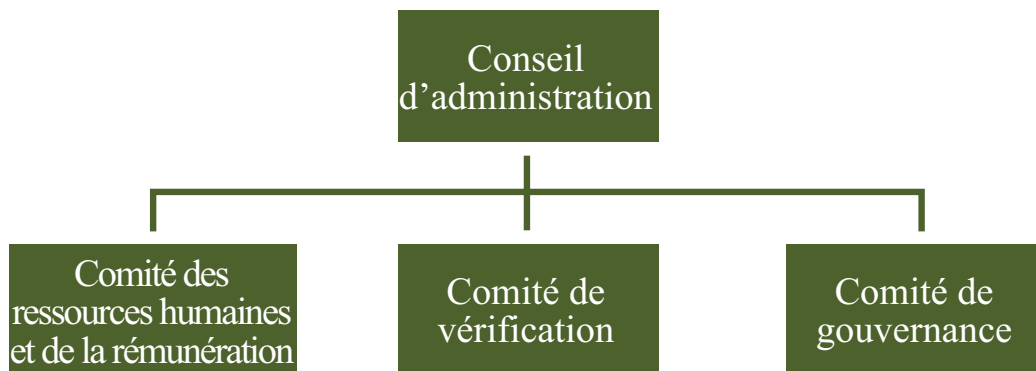 Conseil
d’administration
Comité des
ressources humaines
et de la rémunération
Comité de
vérification
Comité de
gouvernance